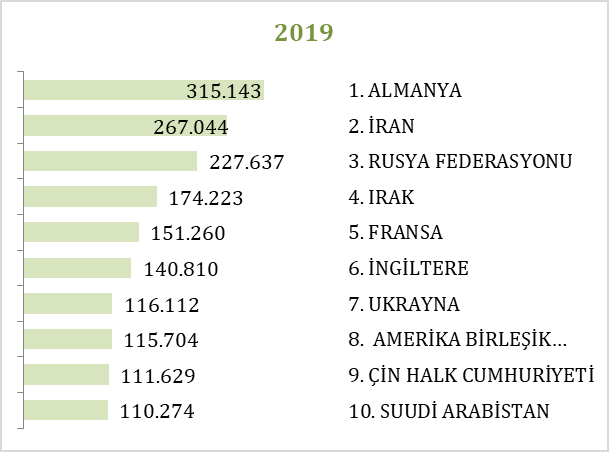 2019
315.143 1. ALMANYA
267.044 2. İRAN
227.637 3. RUSYA FEDERASYONU
174.223 4. IRAK
151.260 5. FRANSA
140.810 6. İNGİLTERE
116.112 7. UKRAYNA
115.704 8. AMERİKA BİRLEŞİK...
111.629 9. ÇİN HALK CUMHURİYETİ
110.274 10. SUUDİ ARABİSTAN